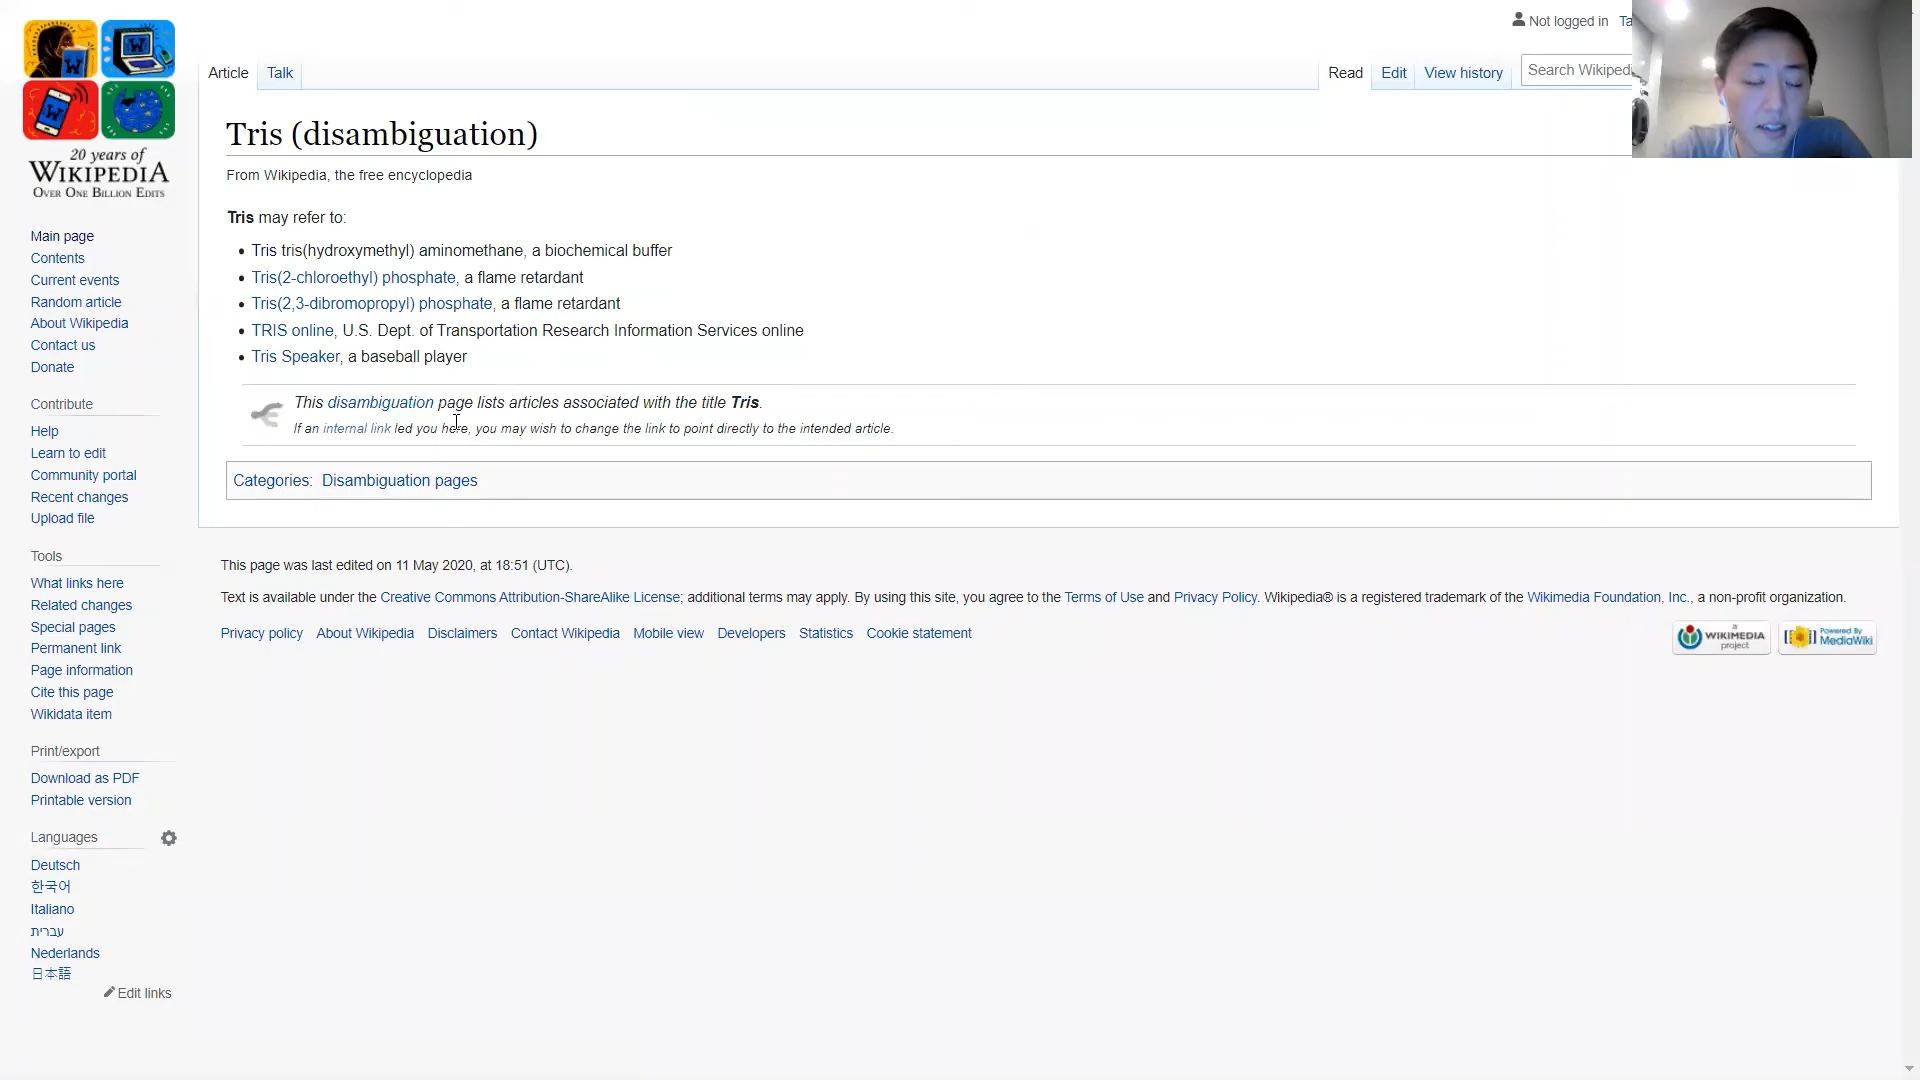 Not logged in
Ta
Article
Talk
Read
Edit
View history
Search Wikiped
20 years of
WIKIPEDIA
OVER ONE BILLION EDITS
Tris (disambiguation)
From Wikipedia, the free encyclopedia
Tris may refer to:
• Tris tris(hydroxymethyl) aminomethane, a biochemical buffer
• Tris(2-chloroethyl) phosphate, a flame retardant
• Tris(2,3-dibromopropyl) phosphate, a flame retardant
• TRIS online, U.S. Dept. of Transportation Research Information Services online
• Tris Speaker, a baseball player
This disambiguation page lists articles associated with the title Tris.
If an internal link led you here, you may wish to change the link to point directly to the intended article.
Categories: Disambiguation pages
Main page
Contents
Current events
Random article
About Wikipedia
Contact us
Donate
Contribute
Help
Learn to edit
Community portal
Recent changes
Upload file
Tools
What links here
Related changes
Special pages
Permanent link
Page information
Cite this page
Wikidata item
Print/export
Download as PDF
Printable version
Languages
Deutsch
한국어
Italiano
עברית
Nederlands
日本語
Edit links
This page was last edited on 11 May 2020, at 18:51 (UTC).
Text is available under the Creative Commons Attribution-ShareAlike License; additional terms may apply. By using this site, you agree to the Terms of Use and Privacy Policy. Wikipedia® is a registered trademark of the Wikimedia Foundation, Inc., a non-profit organization.
Privacy policy
About Wikipedia
Disclaimers
Contact Wikipedia
Mobile view
Developers
Statistics
Cookie statement
a
WIKIMEDIA
project
Powered By
MediaWiki